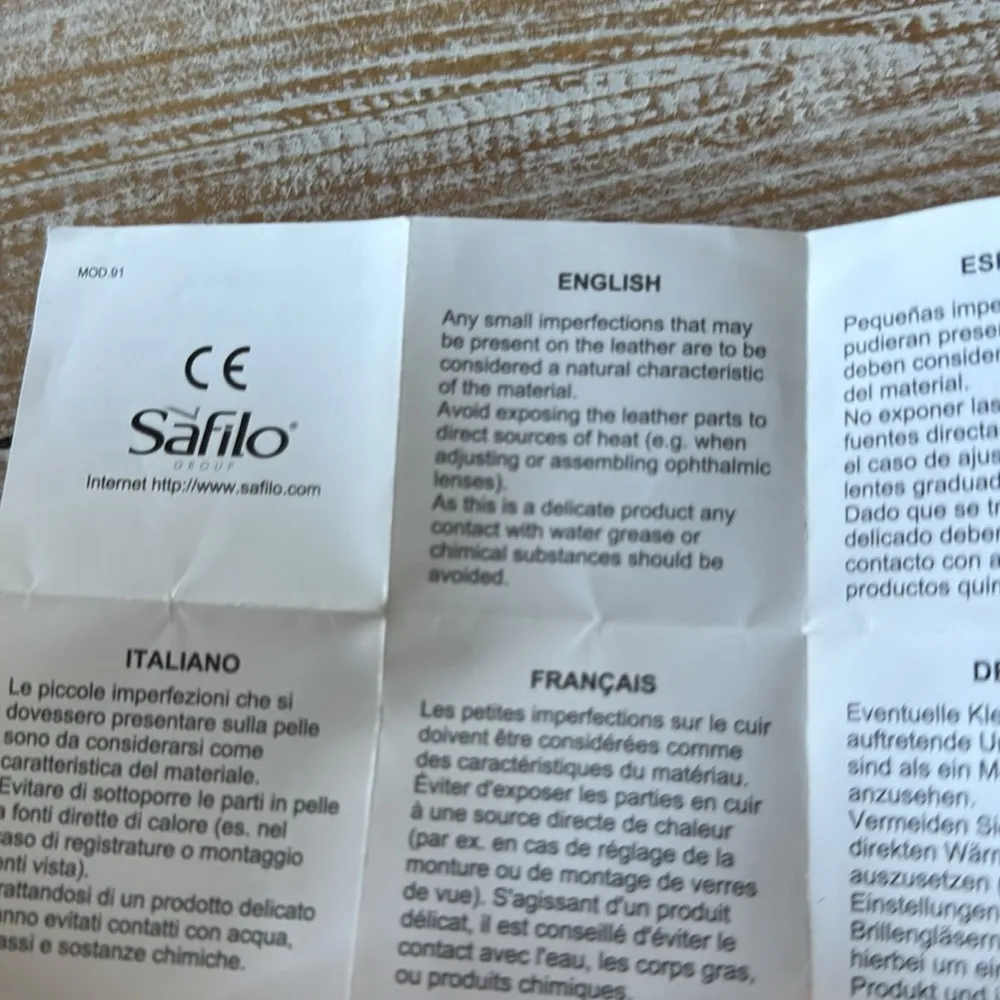 MOD.91
CE
Safilo
GROUP
Internet http://www.safilo.com
ENGLISH
Any small imperfections that may
be present on the leather are to be
considered a natural characteristic
of the material.
Avoid exposing the leather parts to
direct sources of heat (e.g. when
adjusting or assembling ophthalmic
lenses).
As this is a delicate product any
contact with water grease or
chimical substances should be
avoided.
ES
Pequeñas impe
pudieran prese
deben consider
del material.
No exponer las
fuentes directa
el caso de ajus
lentes graduad
Dado que se tr
delicado deber
contacto con a
productos quin
ITALIANO
Le piccole imperfezioni che si
dovessero presentare sulla pelle
sono da considerarsi come
caratteristica del materiale.
Evitare di sottoporre le parti in pelle
a fonti dirette di calore (es. nel
caso di registrature o montaggio
enti vista).
rattandosi di un prodotto delicato
anno evitati contatti con acqua,
assi e sostanze chimiche.
FRANÇAIS
Les petites imperfections sur le cuir
doivent être considérées comme
des caractéristiques du matériau.
Éviter d'exposer les parties en cuir
à une source directe de chaleur
(par ex. en cas de réglage de la
monture ou de montage de verres
de vue). S'agissant d'un produit
délicat, il est conseillé d'éviter le
contact avec l'eau, les corps gras,
ou produits chimiques.
DE
Eventuelle Kle
auftretende U
sind als ein M
anzusehen.
Vermeiden Si
direkten Wärm
auszusetzen
Einstellungen
Brillengläsern
hierbei um ein
Produkt und